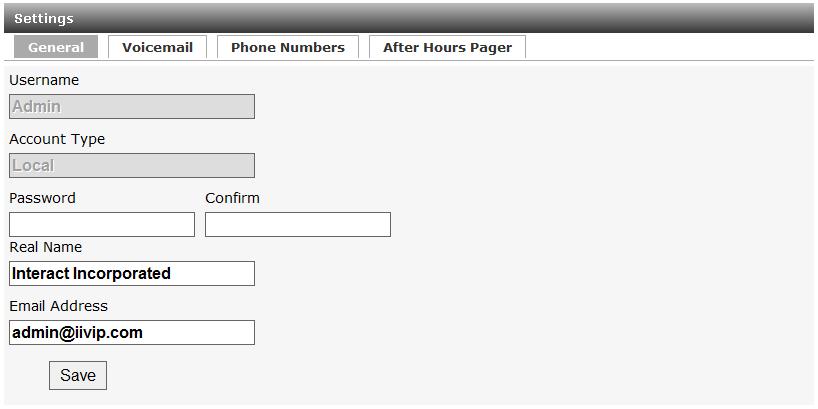 Settings
General Voicemail Phone Numbers After Hours Pager
Username
Admin
Account Type
Local
Password Confirm
Real Name
Interact Incorporated
Email Address
admin@iivip.com
Save